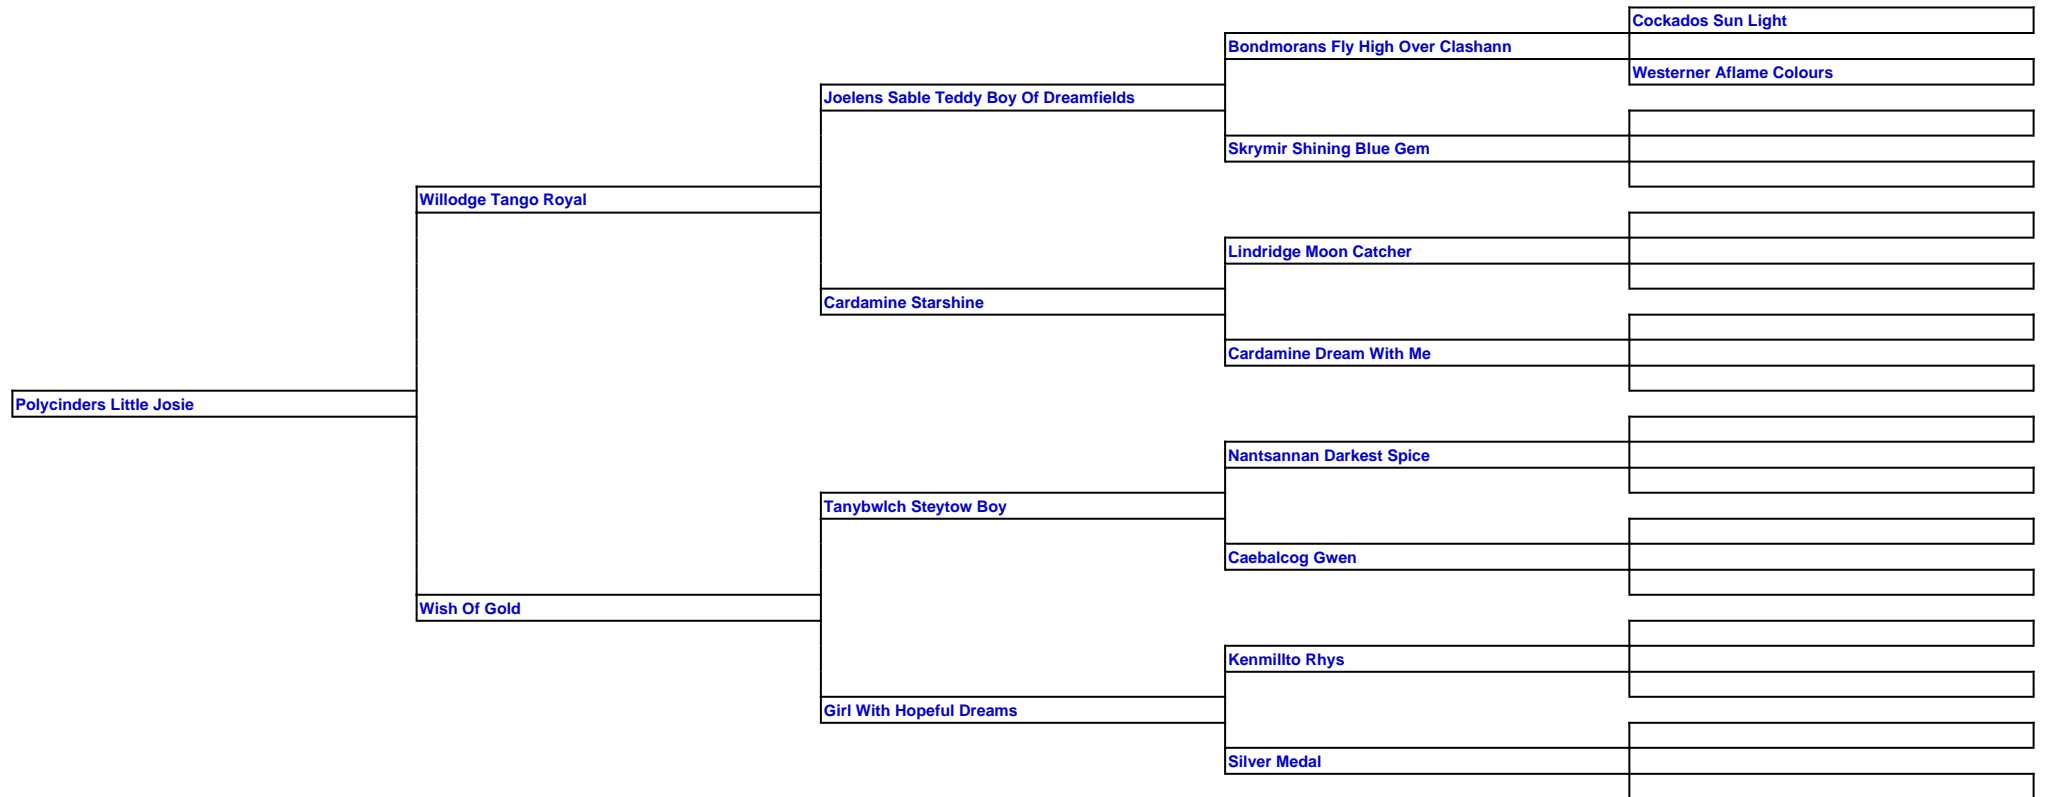 Cockados Sun Light
Bondmorans Fly High Over Clashann
Westerner Aflame Colours
Joelens Sable Teddy Boy Of Dreamfields
Skrymir Shining Blue Gem
Willodge Tango Royal
Lindridge Moon Catcher
Cardamine Starshine
Cardamine Dream With Me
Polycinders Little Josie
Nantsannan Darkest Spice
Tanybwlch Steytow Boy
Caebalcog Gwen
Wish Of Gold
Kenmillto Rhys
Girl With Hopeful Dreams
Silver Medal